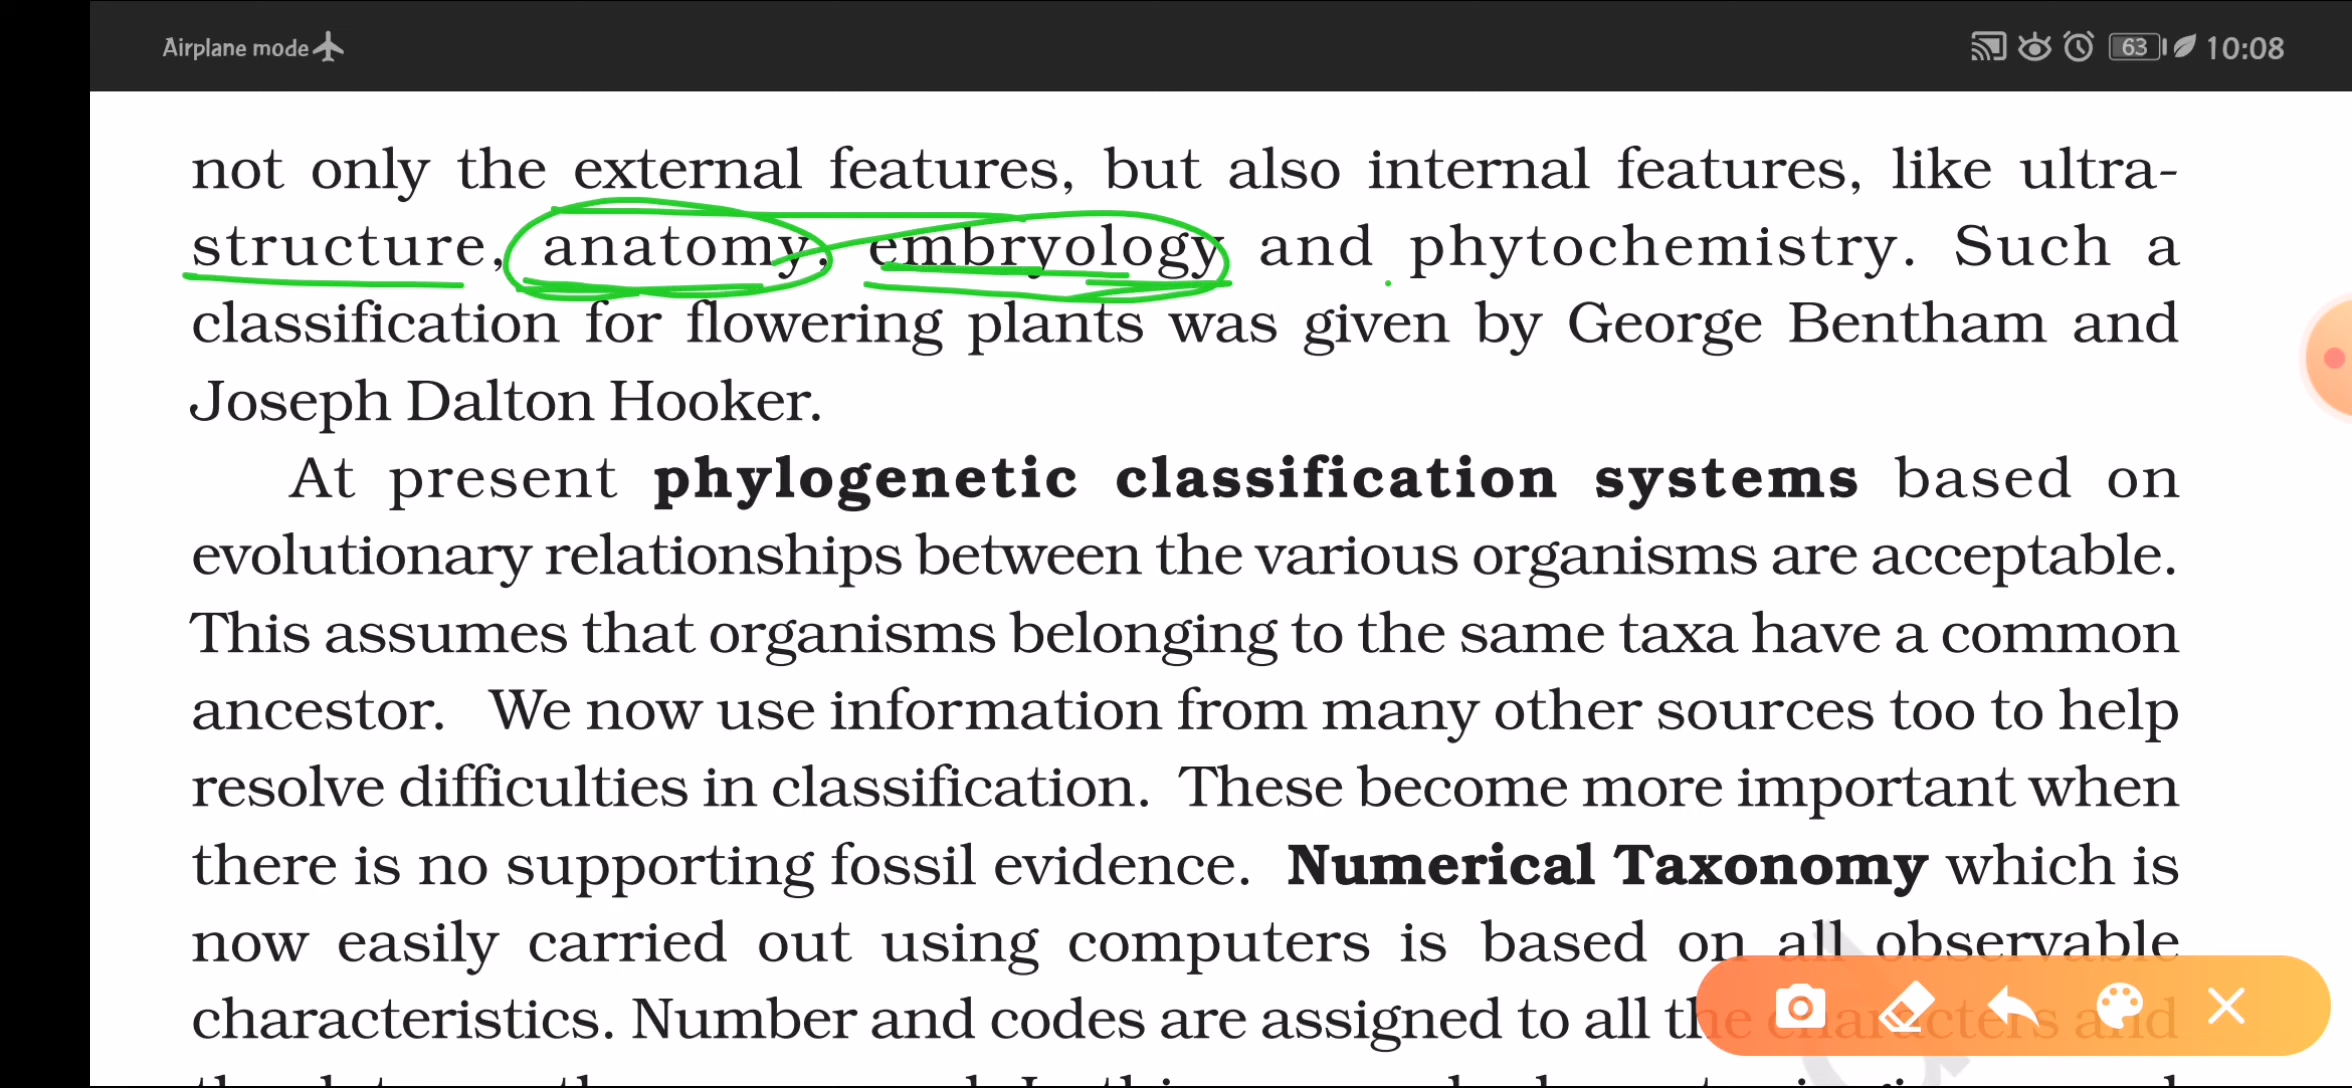 Airplane mode
63 10:08
not only the external features, but also internal features, like ultra-
structure, anatomy, embryology and phytochemistry. Such a
classification for flowering plants was given by George Bentham and
Joseph Dalton Hooker.
At present phylogenetic classification systems based on
evolutionary relationships between the various organisms are acceptable.
This assumes that organisms belonging to the same taxa have a common
ancestor. We now use information from many other sources too to help
resolve difficulties in classification. These become more important when
there is no supporting fossil evidence. Numerical Taxonomy which is
now easily carried out using computers is based on all observable
characteristics. Number and codes are assigned to all the characters and